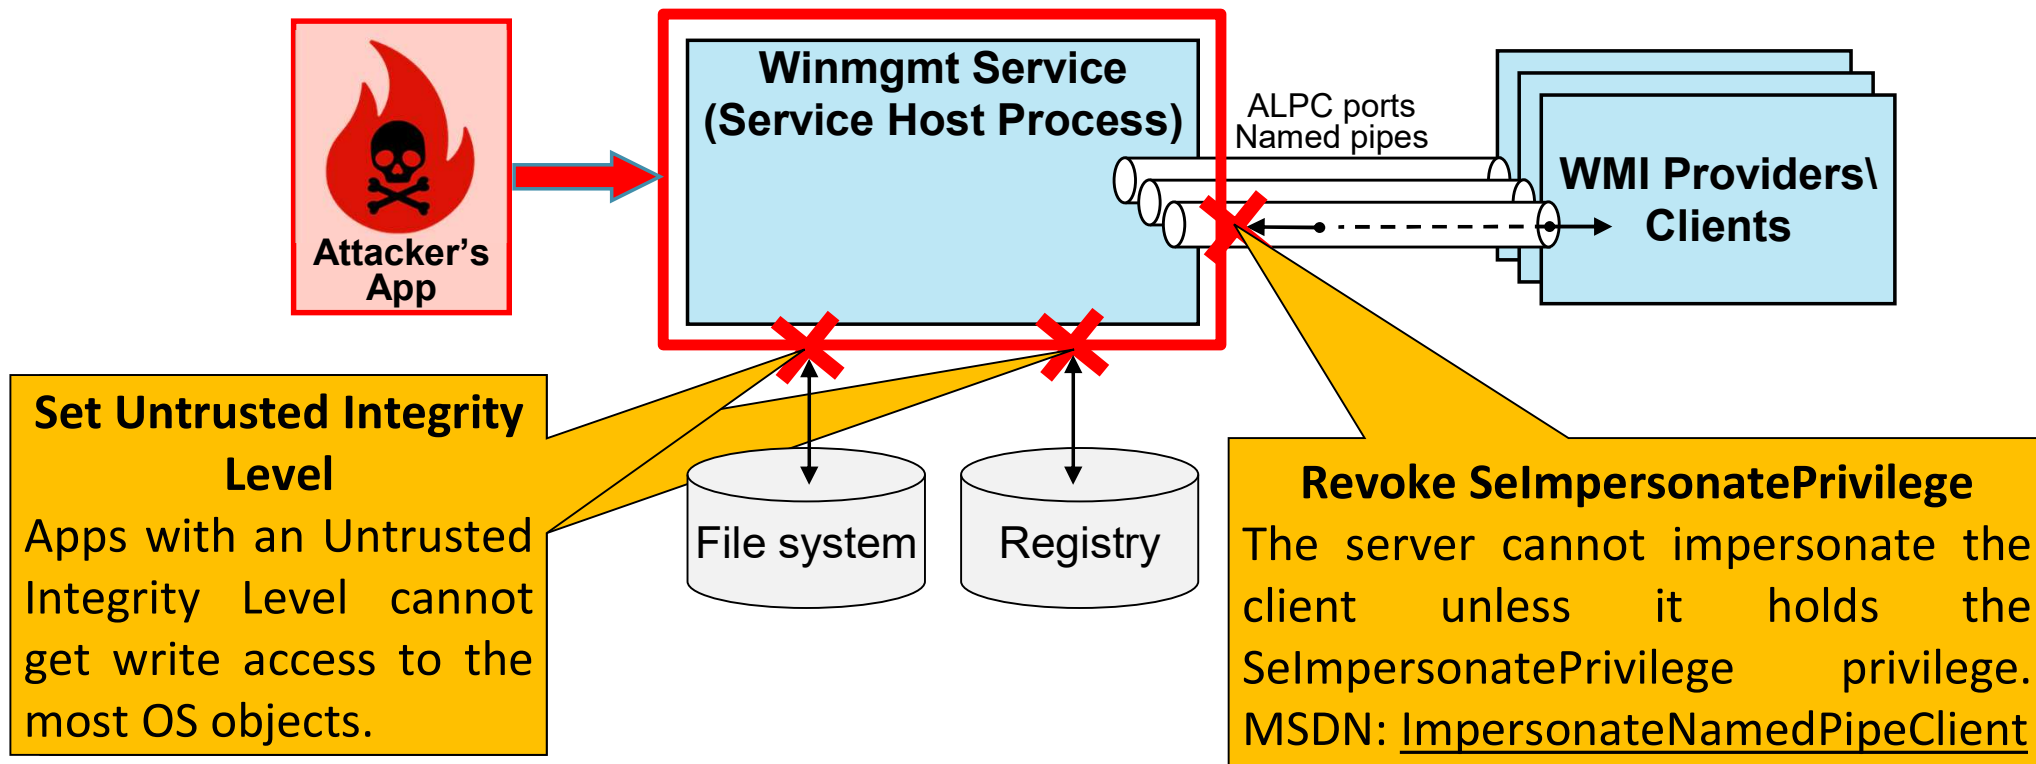 Winmgmt Service
(Service Host Process)
ALPC ports
Named pipes
WMI Providers\
Clients
Attacker’s
App
Set Untrusted Integrity
Level
Apps with an Untrusted
Integrity Level cannot
get write access to the
most OS objects.
File system
Registry
Revoke SeImpersonatePrivilege
The server cannot impersonate the
client unless it holds the
SeImpersonatePrivilege privilege.
MSDN: ImpersonateNamedPipeClient